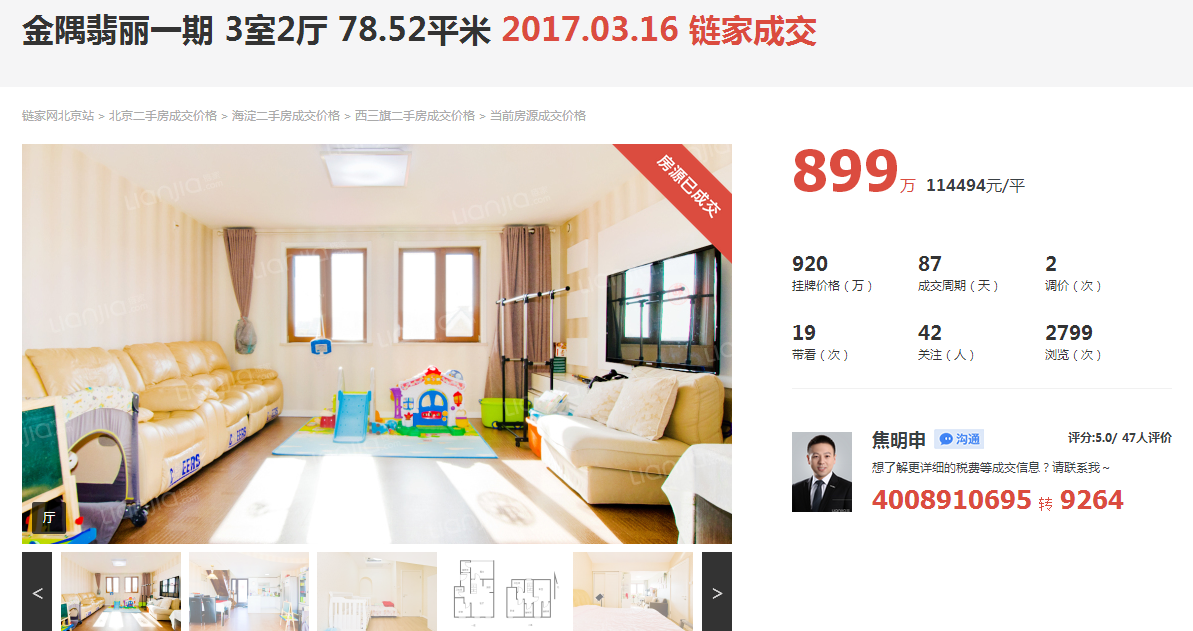 金隅翡丽一期 3室2厅 78.52平米 2017.03.16 链家成交
链家网北京站 > 北京二手房成交价格 > 海淀二手房成交价格 > 西三旗二手房成交价格 > 当前房源成交价格
房源已成交
899万 114494元/平
920 87 2
挂牌价格（万） 成交周期（天） 调价（次）
19 42 2799
带看（次） 关注（人） 浏览（次）
焦明申 沟通 评分:5.0/ 47人评价
想了解更详细的税费等成交信息？请联系我~
4008910695 转 9264
厅
< >